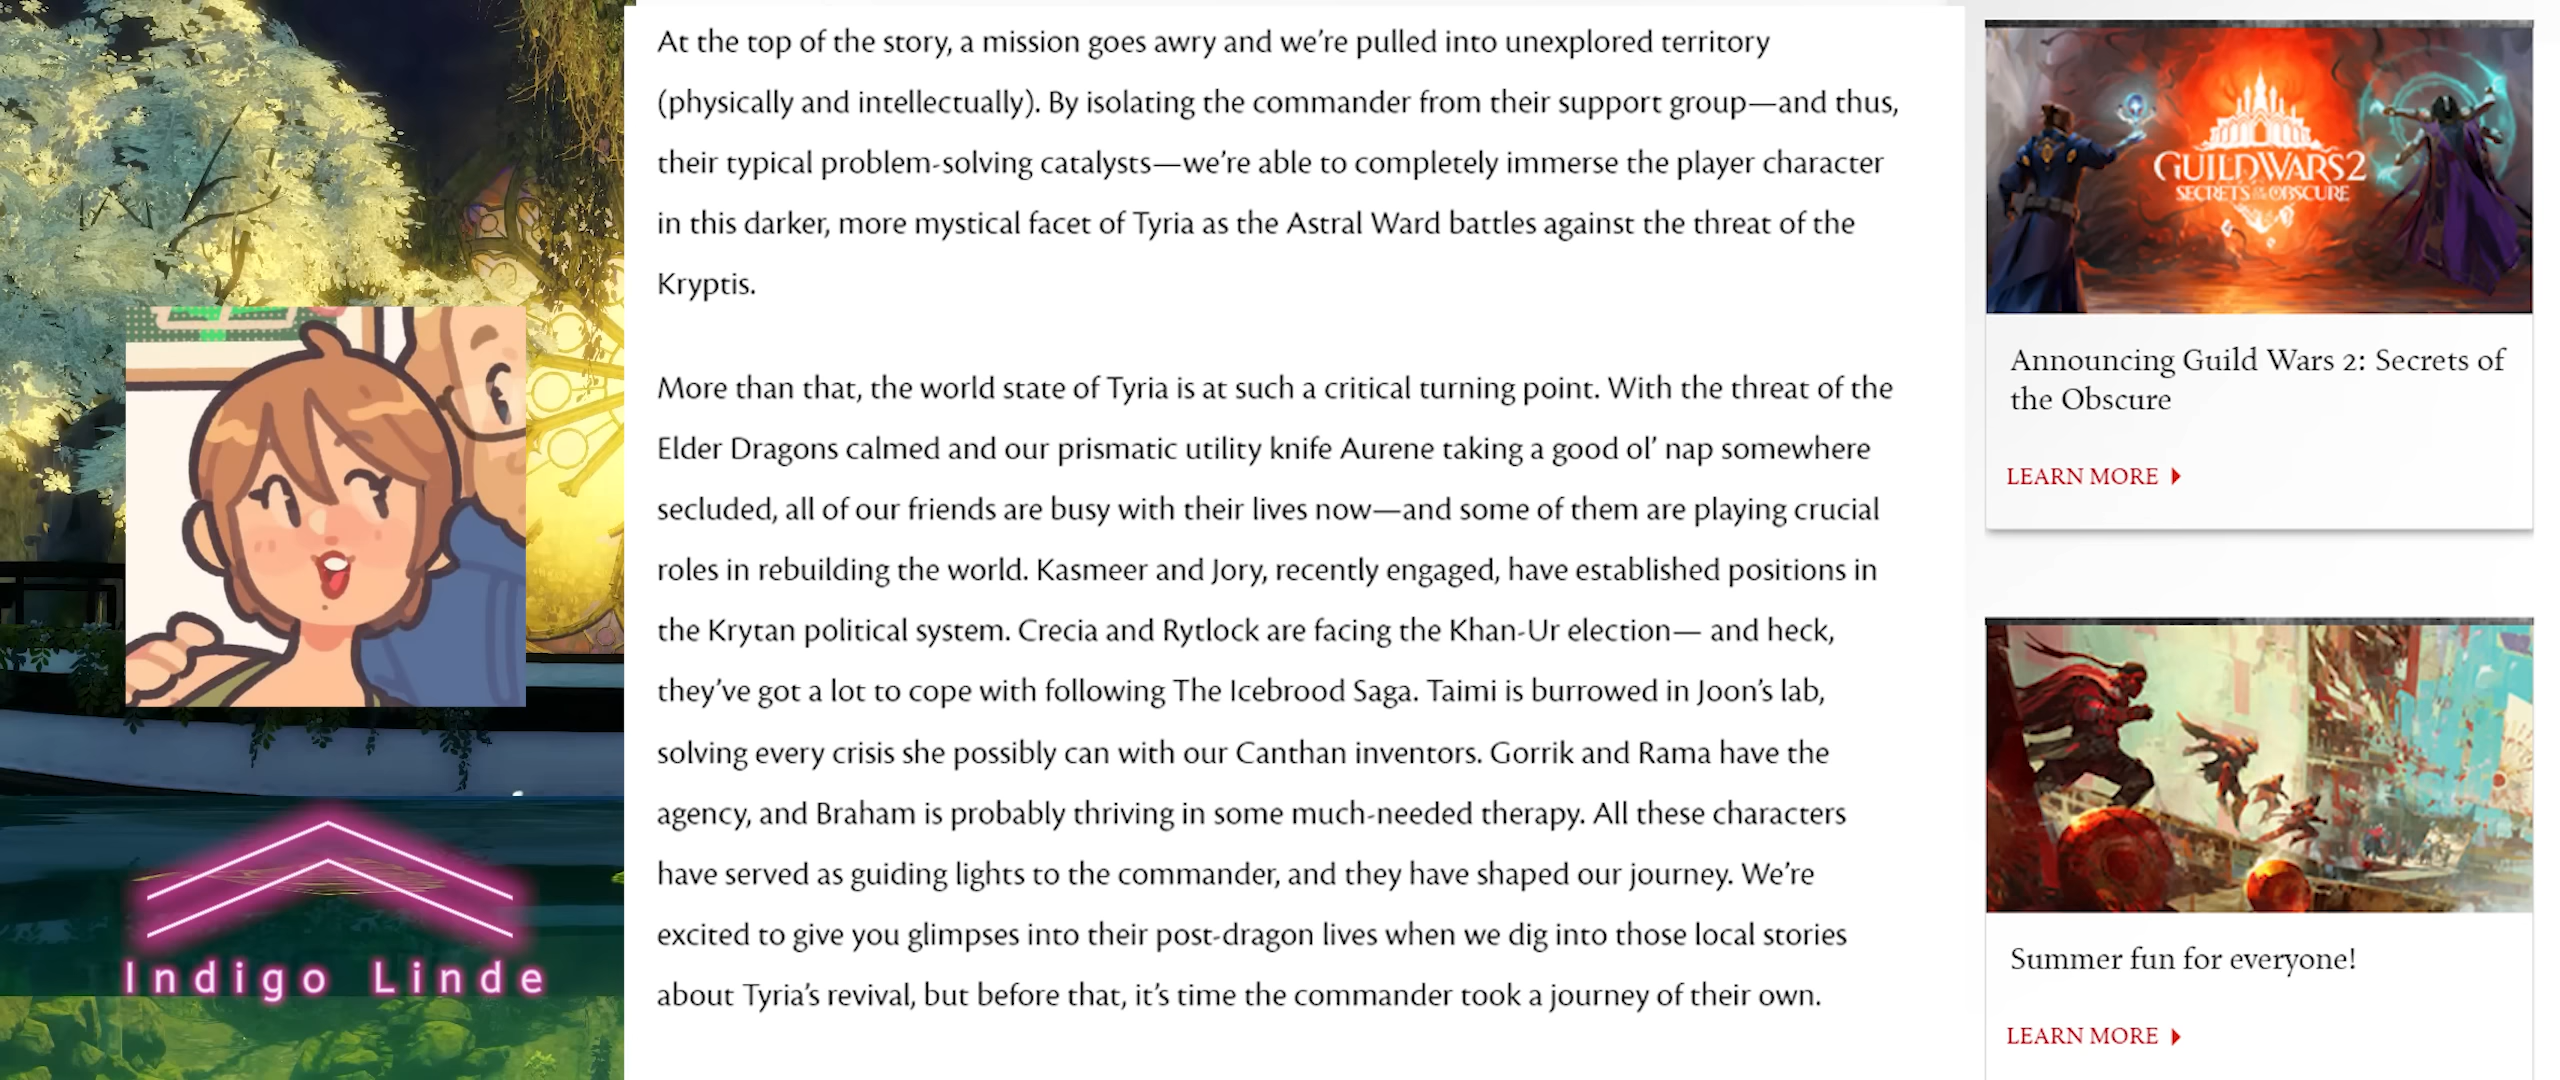 At the top of the story, a mission goes awry and we're pulled into unexplored territory
(physically and intellectually). By isolating the commander from their support group—and thus,
their typical problem-solving catalysts—we're able to completely immerse the player character
in this darker, more mystical facet of Tyria as the Astral Ward battles against the threat of the
Kryptis.
More than that, the world state of Tyria is at such a critical turning point. With the threat of the
Elder Dragons calmed and our prismatic utility knife Aurene taking a good ol' nap somewhere
secluded, all of our friends are busy with their lives now—and some of them are playing crucial
roles in rebuilding the world. Kasmeer and Jory, recently engaged, have established positions in
the Krytan political system. Crecia and Rytlock are facing the Khan-Ur election— and heck,
they've got a lot to cope with following The Icebrood Saga. Taimi is burrowed in Joon's lab,
solving every crisis she possibly can with our Canthan inventors. Gorrik and Rama have the
agency, and Braham is probably thriving in some much-needed therapy. All these characters
have served as guiding lights to the commander, and they have shaped our journey. We're
excited to give you glimpses into their post-dragon lives when we dig into those local stories
about Tyria's revival, but before that, it's time the commander took a journey of their own.
Indigo Linde
GUILD WARS 2
SECRETS OF THE OBSCURE
Announcing Guild Wars 2: Secrets of
the Obscure
LEARN MORE
Summer fun for everyone!
LEARN MORE